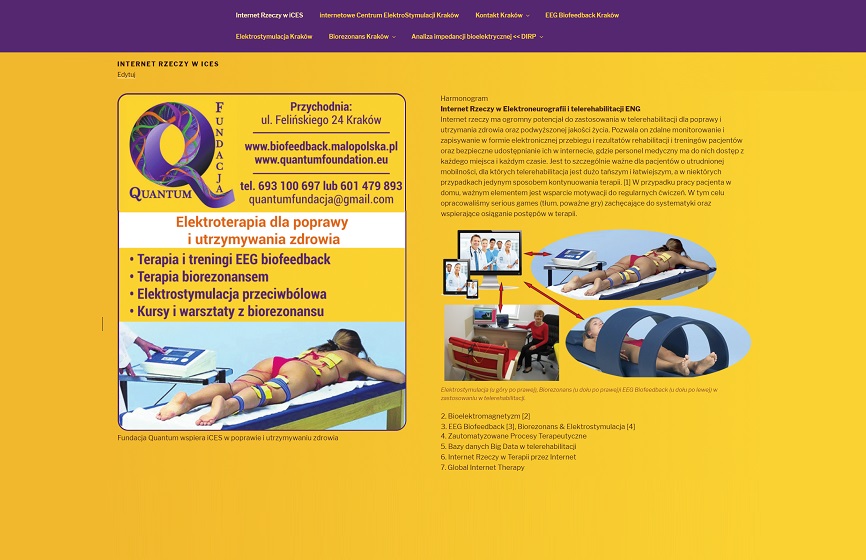 Internet Rzeczy w iCES
internetowe Centrum ElektroStymulacji Kraków
Kontakt Kraków
EEG Biofeedback Kraków
Elektrostymulacja Kraków
Biorezonans Kraków
Analiza impedancji bioelektrycznej << DIRP
INTERNET RZECZY W ICES
Edytuj
QUANTUM
FUNDACJA
Przychodnia:
ul. Felińskiego 24 Kraków
www.biofeedback.malopolska.pl
www.quantumfoundation.eu
tel. 693 100 697 lub 601 479 893
quantumfundacja@gmail.com
Elektroterapia dla poprawy
i utrzymywania zdrowia
• Terapia i treningi EEG biofeedback
• Terapia biorezonansem
• Elektrostymulacja przeciwbólowa
• Kursy i warsztaty z biorezonansu
Fundacja Quantum wspiera iCES w poprawie i utrzymywaniu zdrowia
Harmonogram
Internet Rzeczy w Elektroneurografii i telerehabilitacji ENG
Internet rzeczy ma ogromny potencjał do zastosowania w telerehabilitacji dla poprawy i
utrzymania zdrowia oraz podwyższonej jakości życia. Pozwala on zdalne monitorowanie i
zapisywanie w formie elektronicznej przebiegu i rezultatów rehabilitacji i treningów pacjentów
oraz bezpieczne udostępnianie ich w internecie, gdzie personel medyczny ma do nich dostęp z
każdego miejsca i każdym czasie. Jest to szczególnie ważne dla pacjentów o utrudnionej
mobilności, dla których telerehabilitacja jest dużo tańszym i łatwiejszym, a w niektórych
przypadkach jedynym sposobem kontynuowania terapii. [1] W przypadku pracy pacjenta w
domu, ważnym elementem jest wsparcie motywacji do regularnych ćwiczeń. W tym celu
opracowaliśmy serious games (tłum. poważne gry) zachęcające do systematyki oraz
wspierające osiąganie postępów w terapii.
Elektrostymulacja (u góry po prawej), Biorezonans (u dołu po prawej)i EEG Biofeedback (u dołu po lewej) w
zastosowaniu w telerehabilitacji.
2. Bioelektromagnetyzm [2]
3. EEG Biofeedback [3], Biorezonans & Elektrostymulacja [4]
4. Zautomatyzowane Procesy Terapeutyczne
5. Bazy danych Big Data w telerehabilitacji
6. Internet Rzeczy w Terapii przez Internet
7. Global Internet Therapy